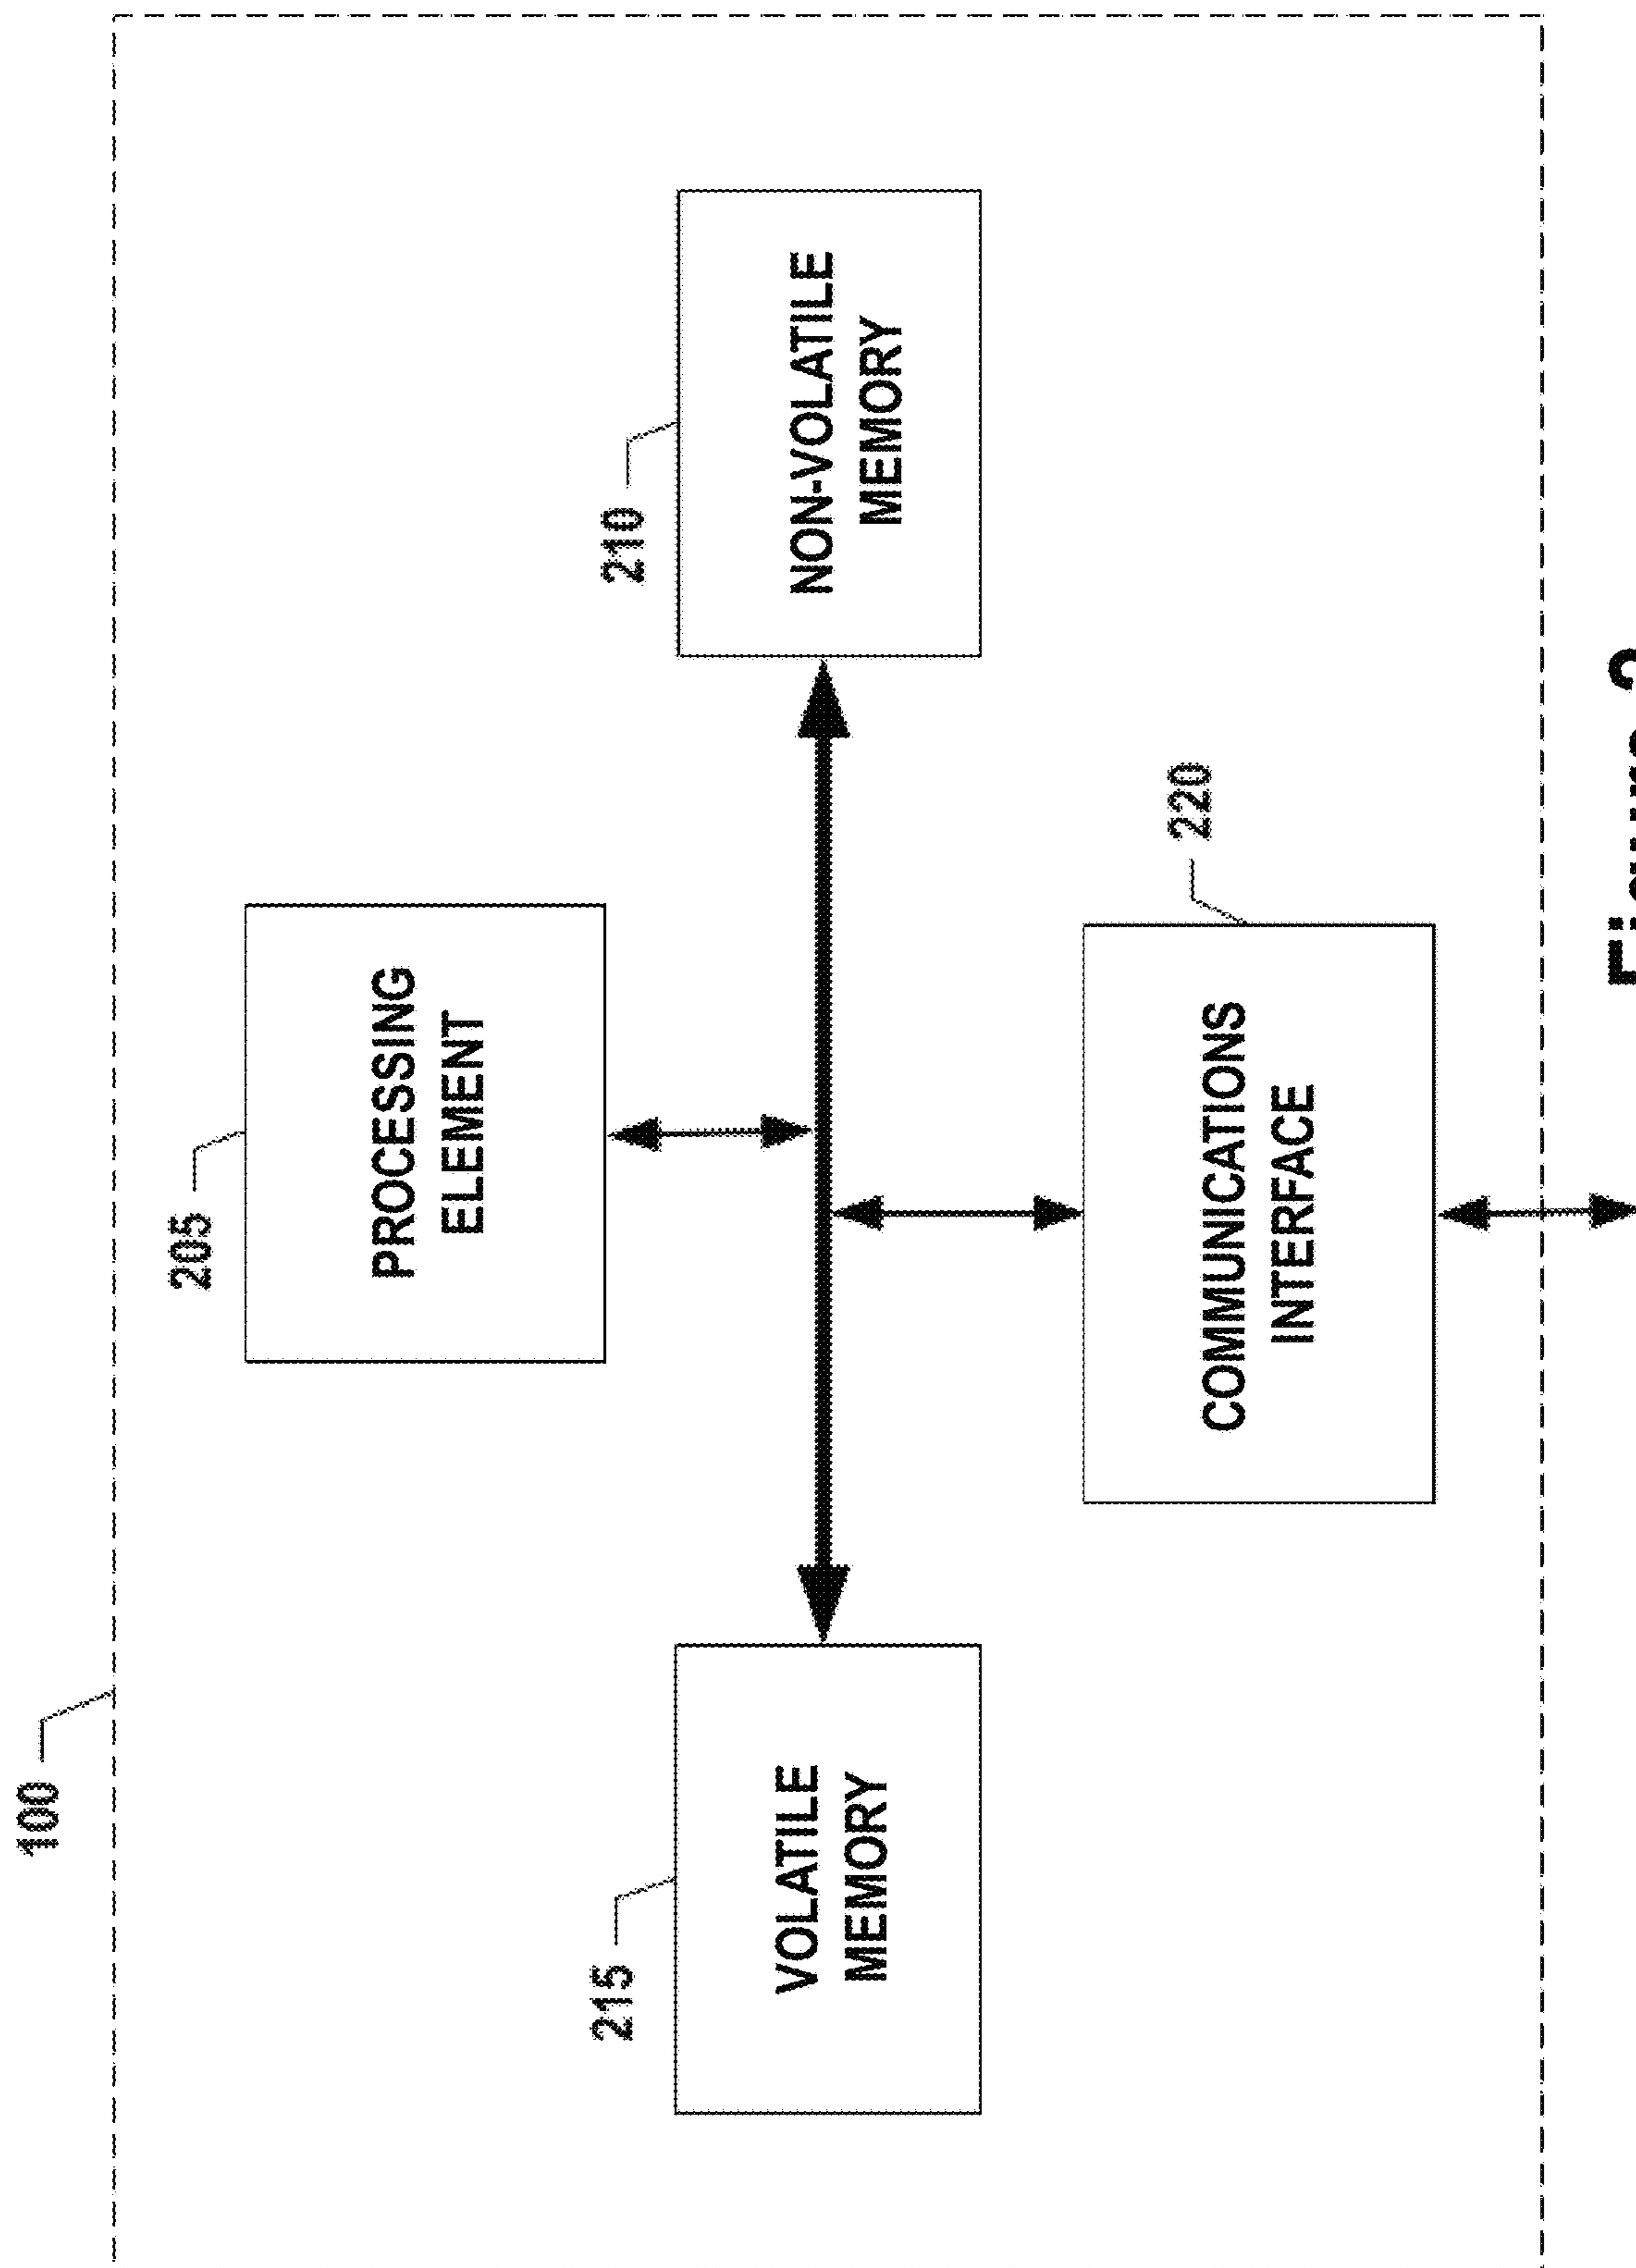 100
205
PROCESSING
ELEMENT
215
VOLATILE
MEMORY
210
NON-VOLATILE
MEMORY
220
COMMUNICATIONS
INTERFACE